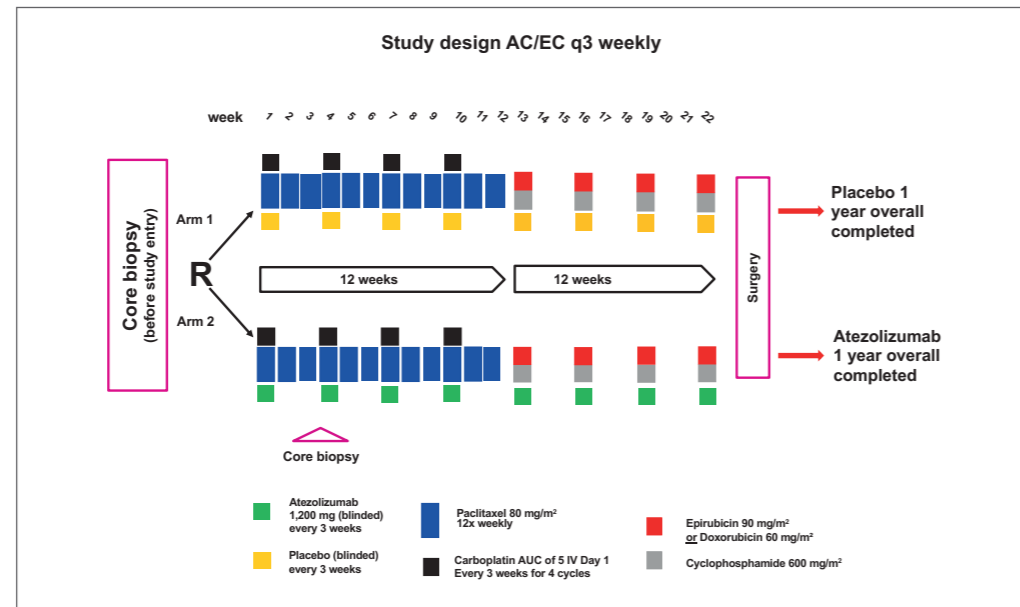 Study design AC/EC q3 weekly
week 1 2 3 4 5 6 7 8 9 10 11 12 13 14 15 16 17 18 19 20 21 22
Core biopsy
(before study entry)
Arm 1
R
Arm 2
12 weeks
12 weeks
Surgery
Placebo 1
year overall
completed
Atezolizumab
1 year overall
completed
Core biopsy
Atezolizumab
1,200 mg (blinded)
every 3 weeks
Placebo (blinded)
every 3 weeks
Paclitaxel 80 mg/m²
12x weekly
Carboplatin AUC of 5 IV Day 1
Every 3 weeks for 4 cycles
Epirubicin 90 mg/m²
or Doxorubicin 60 mg/m²
Cyclophosphamide 600 mg/m²